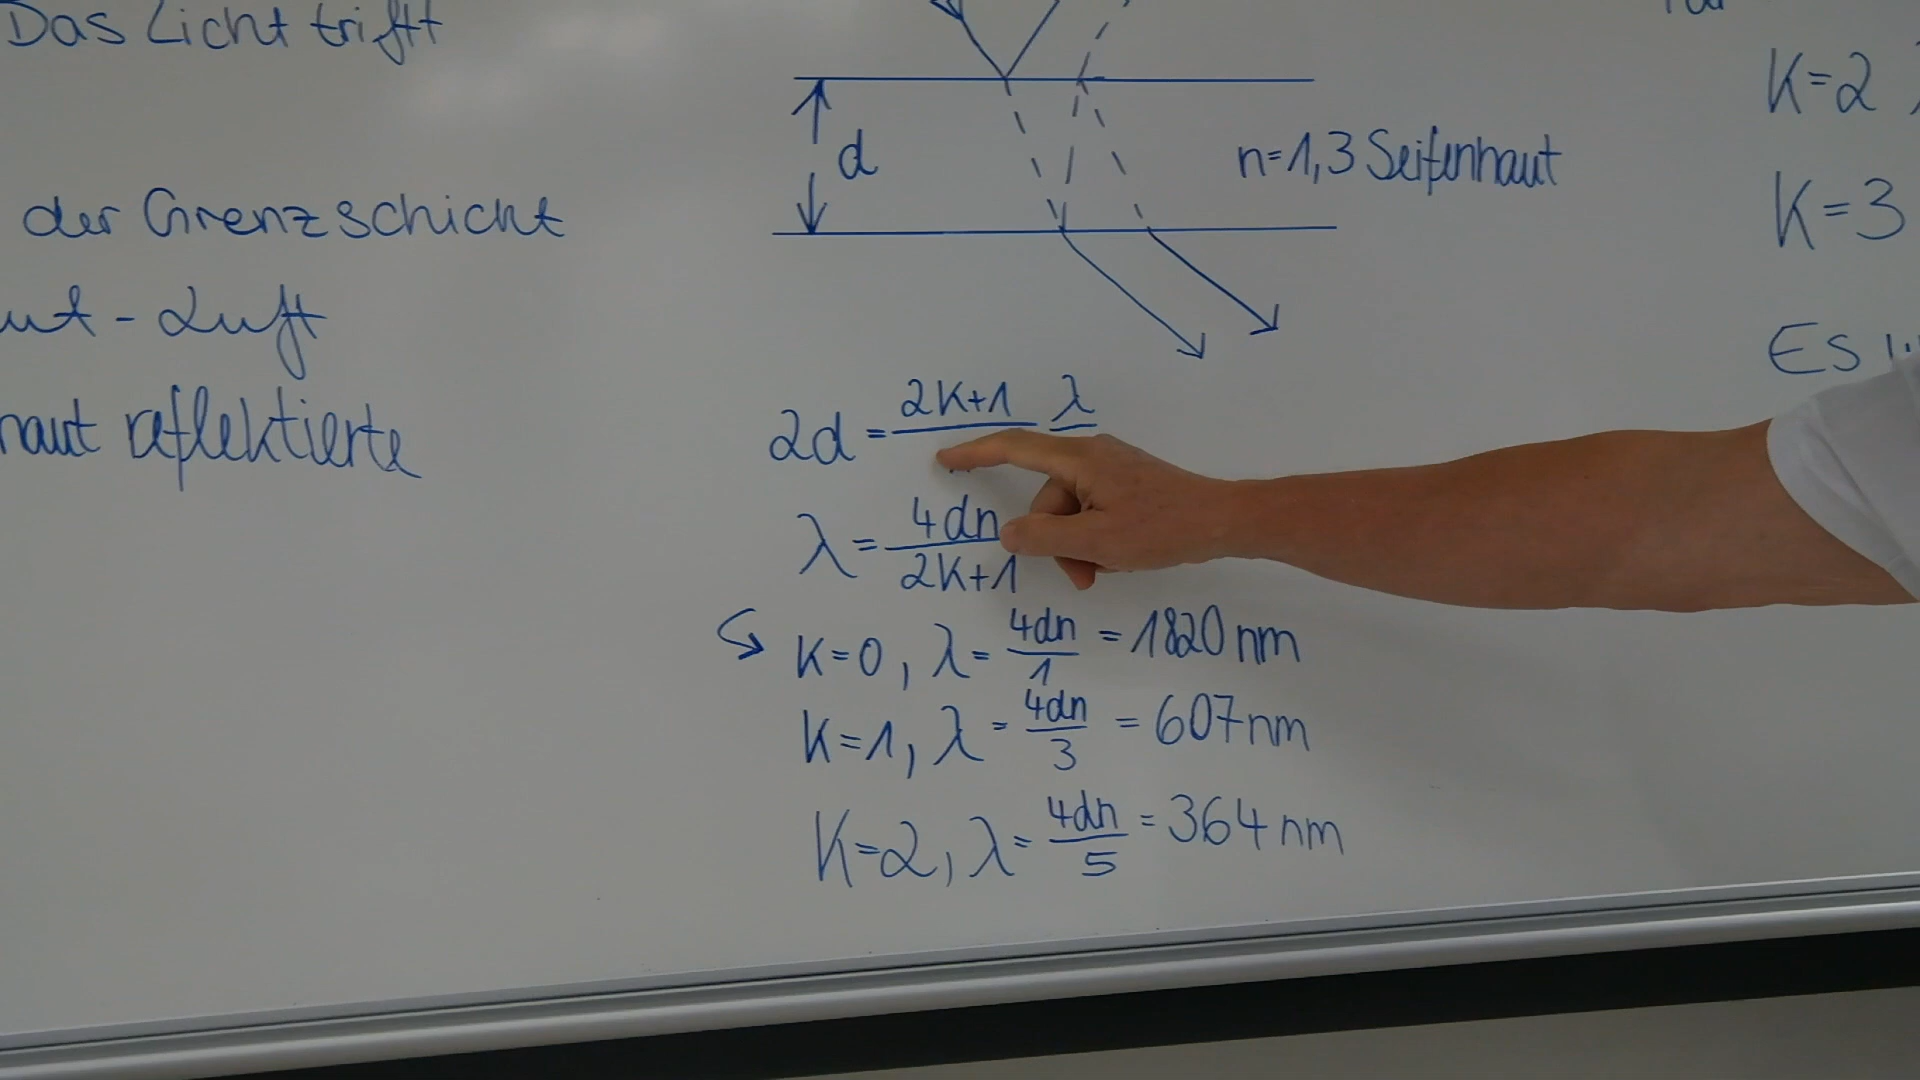 Das Licht trifft
der Grenzschicht
ut - Luft
haut reflektierte
d
n=1,3 Seifenhaut
2d = 2K+1 λ
λ = 4dn / 2K+1
K=0, λ = 4dn / 1 = 1820 nm
K=1, λ = 4dn / 3 = 607 nm
K=2, λ = 4dn / 5 = 364 nm
K=2
K=3
Es